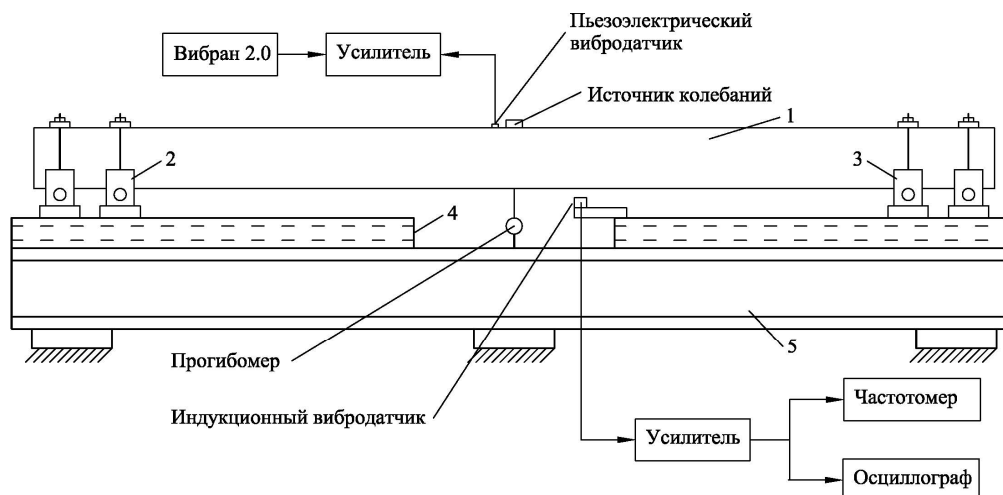 Пьезоэлектрический
вибродатчик
Вибран 2.0
Усилитель
Источник колебаний
1
2
3
4
5
Прогибомер
Индукционный вибродатчик
Усилитель
Частотомер
Осциллограф